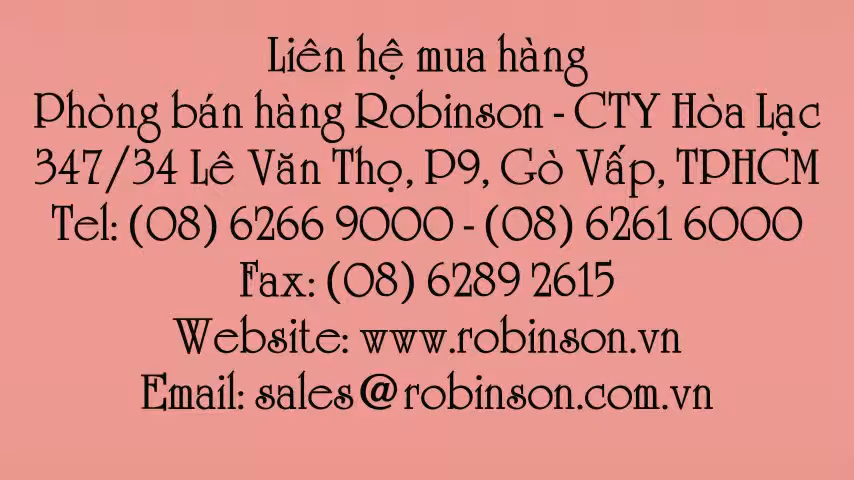 Liên hệ mua hàng
Phòng bán hàng Robinson - CTY Hòa Lạc
347/34 Lê Văn Thọ, P9, Gò Vấp, TPHCM
Tel: (08) 6266 9000 - (08) 6261 6000
Fax: (08) 6289 2615
Website: www.robinson.vn
Email: sales@robinson.com.vn